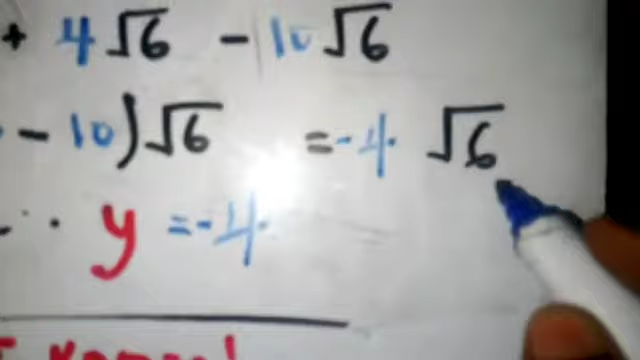 + 4√6 - 10√6
- 10)√6 = -4 √6
y = -4